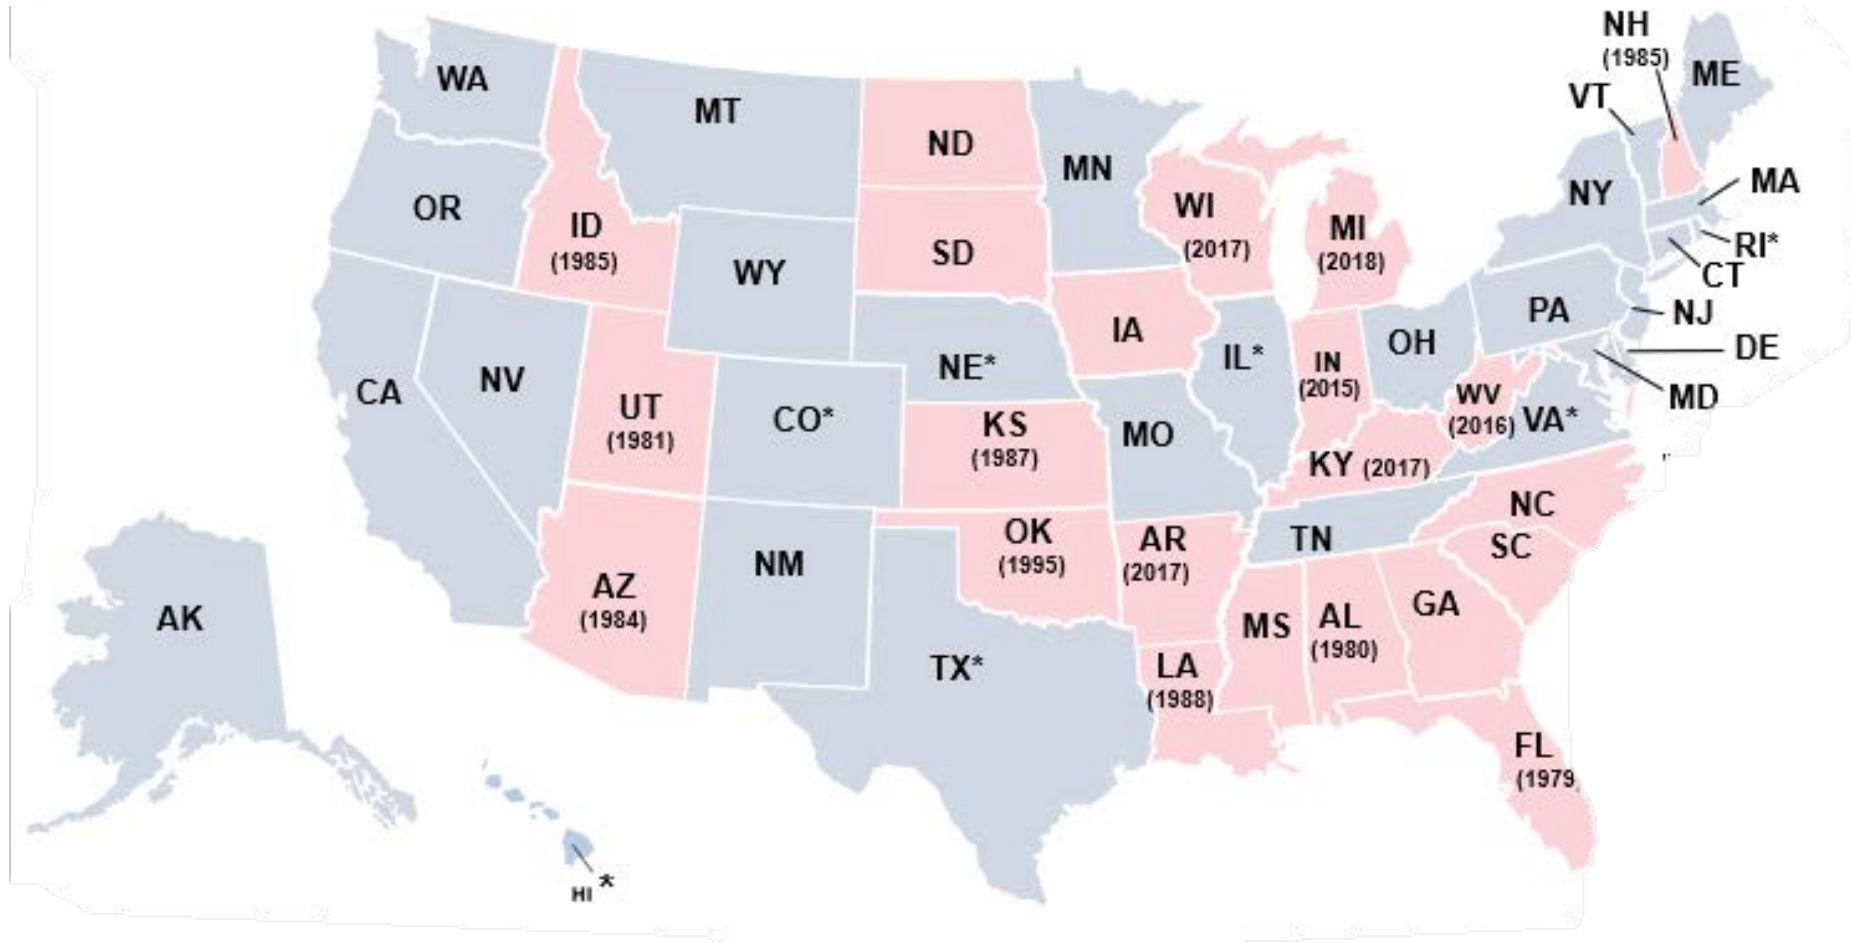 NH
(1985)
ME
VT
WA
MT
ND
MN
MA
NY
OR
ID
(1985)
WI
(2017)
MI
(2018)
RI*
SD
CT
WY
PA
NJ
IA
OH
DE
NE*
IL*
IN
(2015)
NV
CA
WV
(2016)
MD
UT
(1981)
CO*
KS
(1987)
MO
VA*
KY (2017)
NC
OK
(1995)
AR
(2017)
TN
SC
NM
AZ
(1984)
AK
MS
AL
(1980)
GA
TX*
LA
(1988)
FL
(1979
HI *